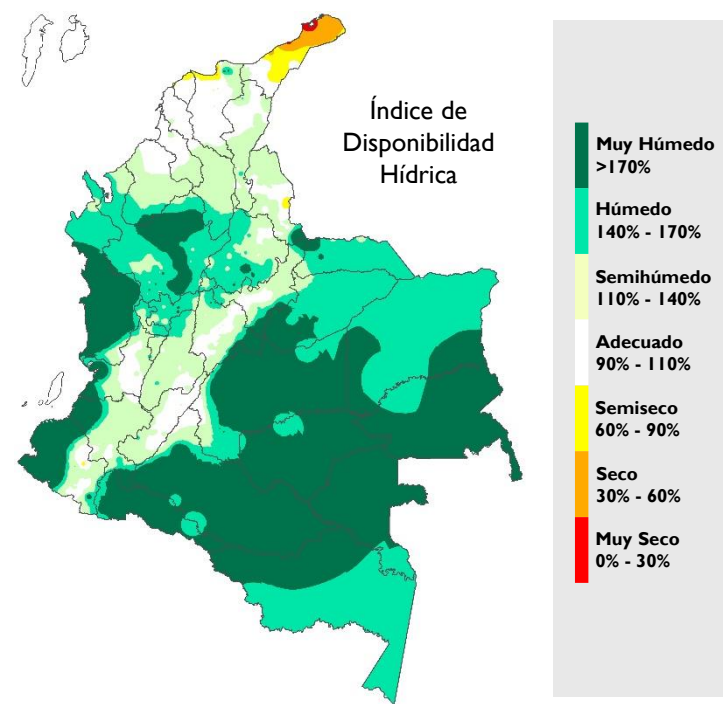 Índice de
Disponibilidad
Hídrica
Muy Húmedo
>170%
Húmedo
140% - 170%
Semihúmedo
110% - 140%
Adecuado
90% - 110%
Semiseco
60% - 90%
Seco
30% - 60%
Muy Seco
0% - 30%